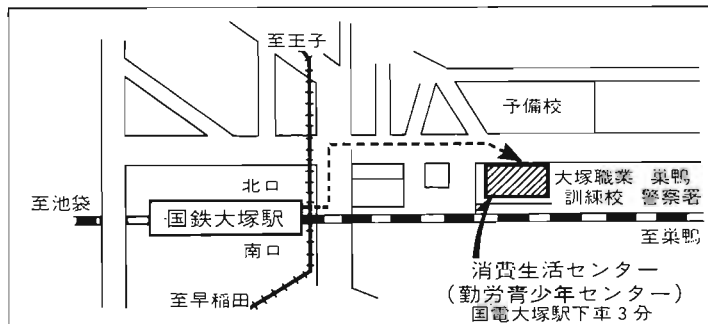 至王子
予備校
北口
大塚職業 巣鴨
訓練校 警察署
至池袋
国鉄大塚駅
至巣鴨
南口
消費生活センター
(勤労青少年センター)
至早稲田
国電大塚駅下車3分